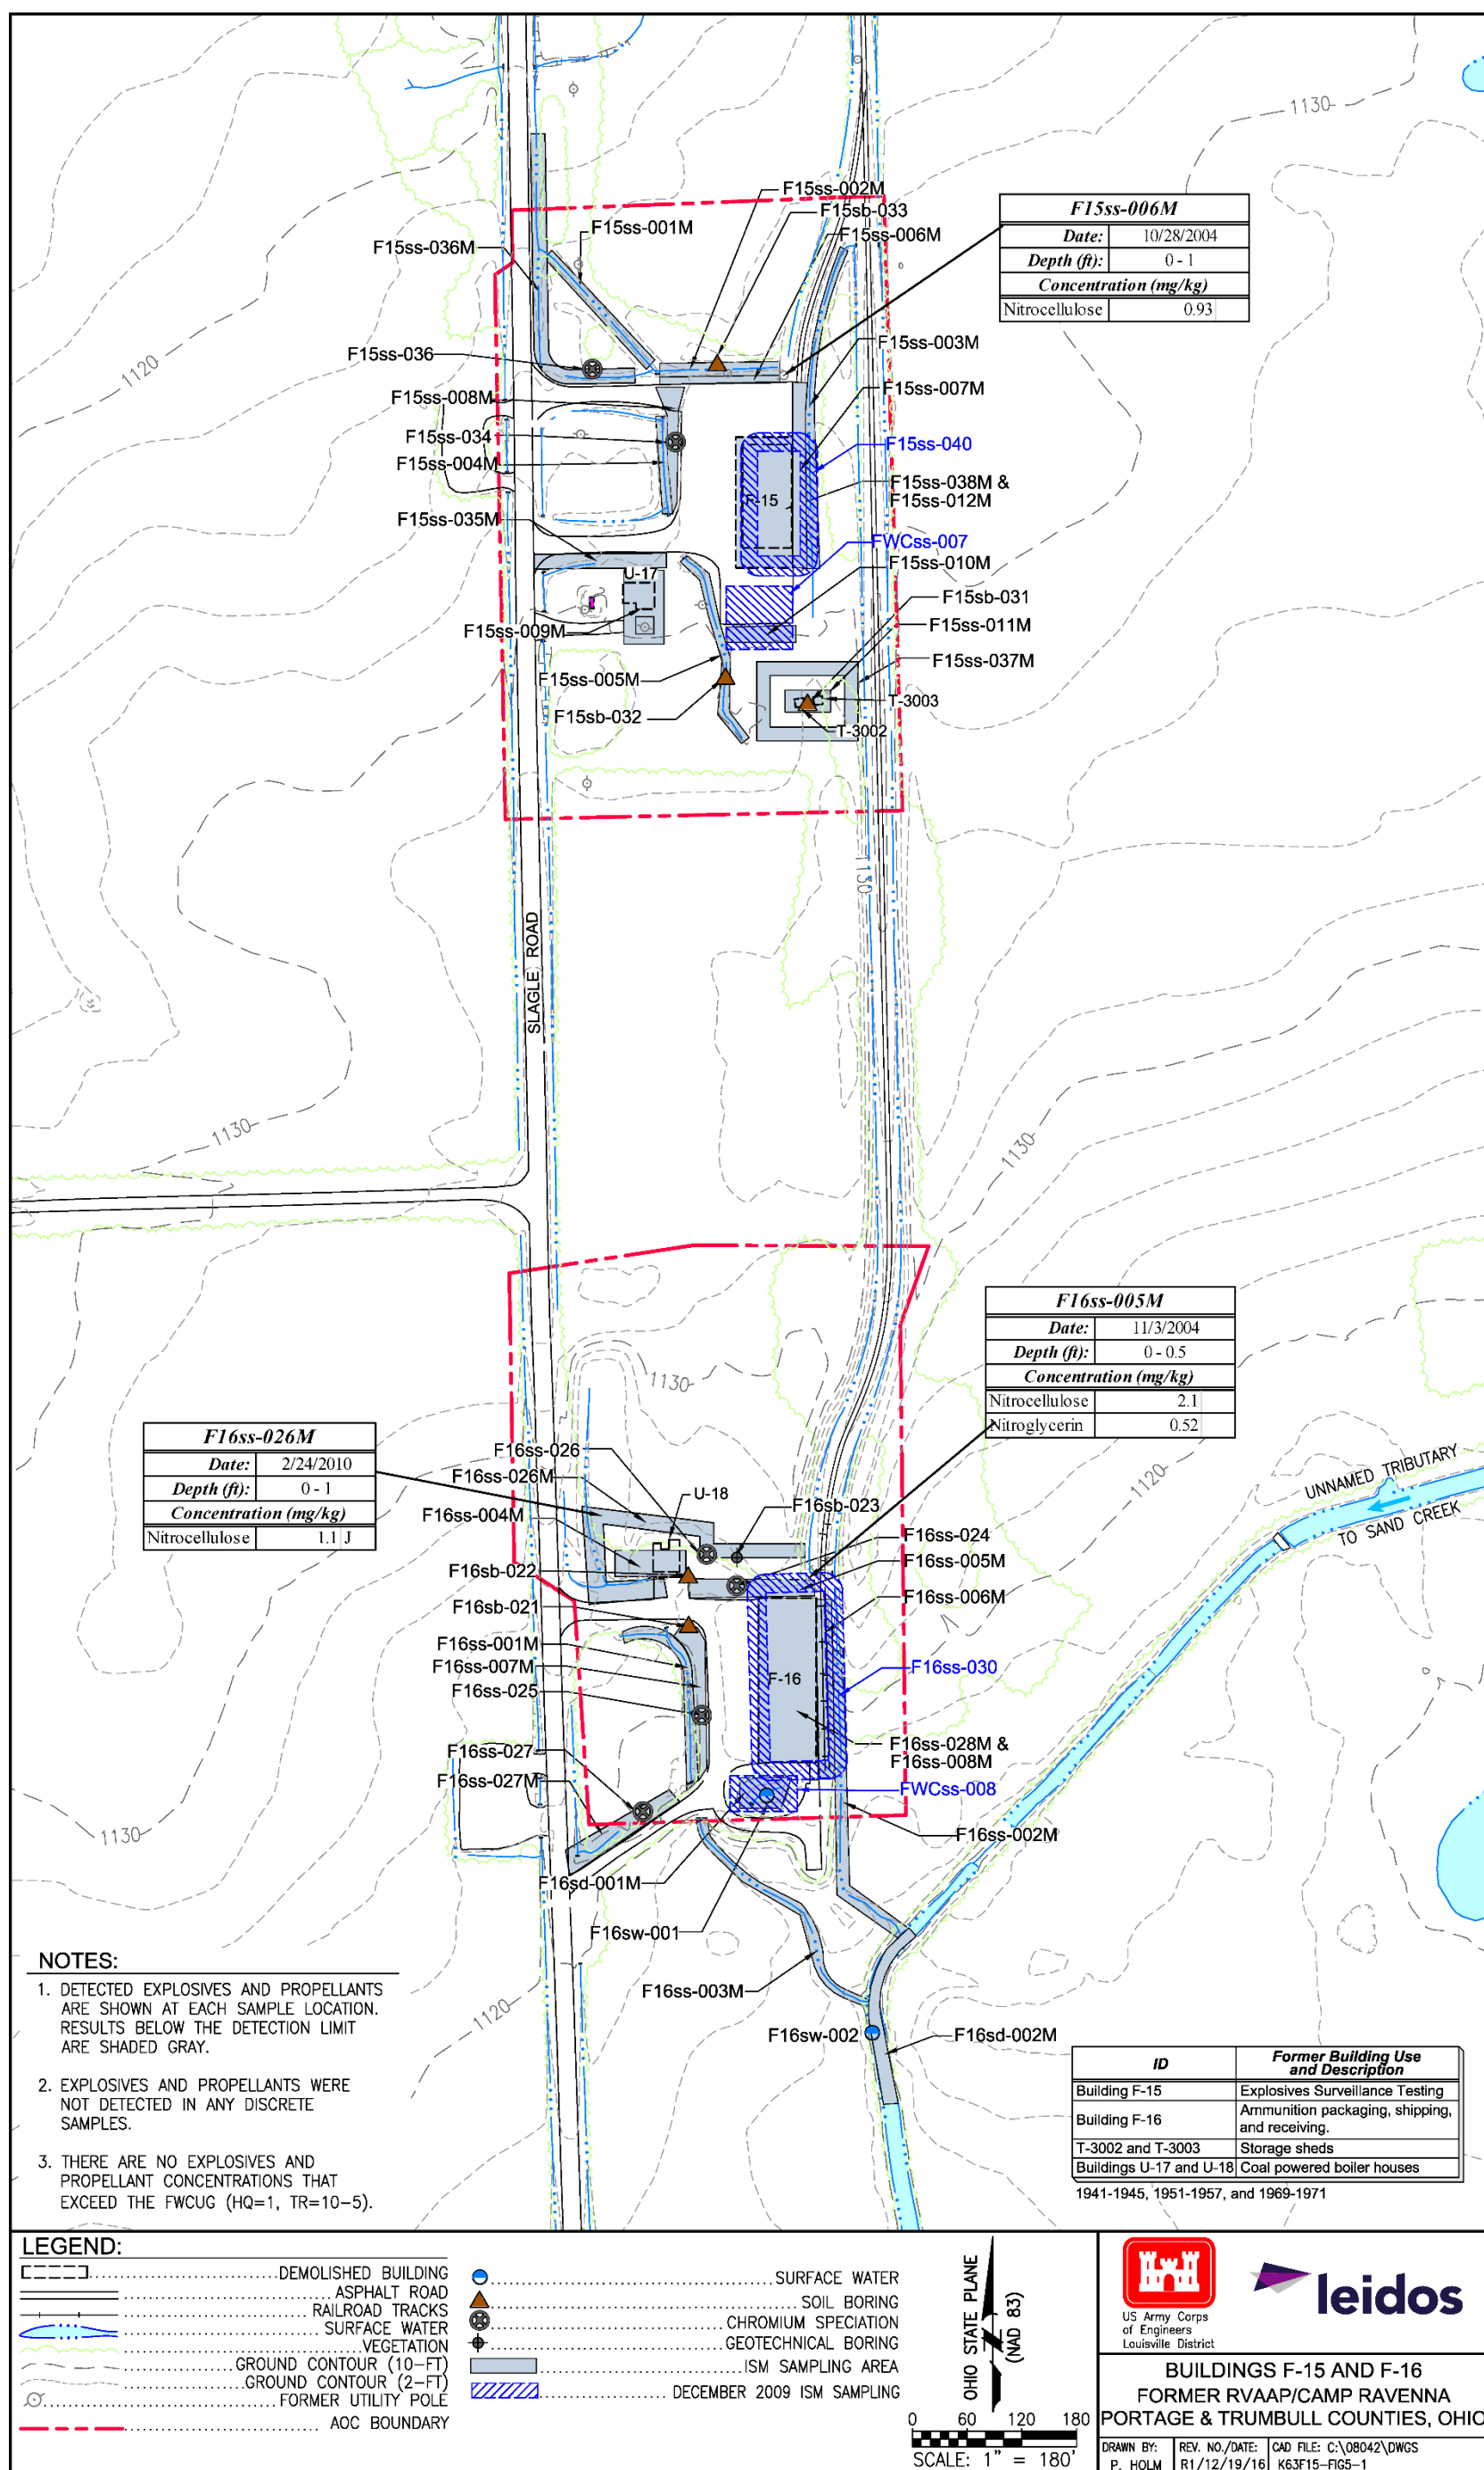 1130
F15ss-002M
F15sb-033
F15ss-006M
F15ss-001M
F15ss-036M
F15ss-006M
Date: 10/28/2004
Depth (ft): 0 - 1
Concentration (mg/kg)
Nitrocellulose 0.93
1120
F15ss-036
F15ss-003M
F15ss-008M
F15ss-007M
F15ss-034
F15ss-040
F15ss-004M
F15ss-038M &
F15ss-012M
F-15
F15ss-035M
FWCss-007
F15ss-010M
U-17
F15sb-031
F15ss-011M
F15ss-009M
F15ss-037M
F15ss-005M
T-3003
F15sb-032
T-3002
1130
SLAGLE ROAD
1130
1130
F16ss-005M
Date: 11/3/2004
Depth (ft): 0 - 0.5
Concentration (mg/kg)
Nitrocellulose 2.1
Nitroglycerin 0.52
1130
F16ss-026M
Date: 2/24/2010
Depth (ft): 0 - 1
Concentration (mg/kg)
Nitrocellulose 1.1 J
F16ss-026
F16ss-026M
U-18
F16sb-023
F16ss-004M
F16ss-024
F16ss-005M
F16sb-022
F16ss-006M
F16sb-021
F16ss-001M
F16ss-007M
F16ss-030
F16ss-025
F-16
F16ss-028M &
F16ss-008M
F16ss-027
F16ss-027M
FWCss-008
F16ss-002M
F16sd-001M
F16sw-001
F16ss-003M
F16sw-002
F16sd-002M
1120
UNNAMED TRIBUTARY
TO SAND CREEK
1130
1120
NOTES:
1. DETECTED EXPLOSIVES AND PROPELLANTS
ARE SHOWN AT EACH SAMPLE LOCATION.
RESULTS BELOW THE DETECTION LIMIT
ARE SHADED GRAY.
2. EXPLOSIVES AND PROPELLANTS WERE
NOT DETECTED IN ANY DISCRETE
SAMPLES.
3. THERE ARE NO EXPLOSIVES AND
PROPELLANT CONCENTRATIONS THAT
EXCEED THE FWCUG (HQ=1, TR=10-5).
ID Former Building Use
and Description
Building F-15 Explosives Surveillance Testing
Building F-16 Ammunition packaging, shipping,
and receiving.
T-3002 and T-3003 Storage sheds
Buildings U-17 and U-18 Coal powered boiler houses
1941-1945, 1951-1957, and 1969-1971
LEGEND:
DEMOLISHED BUILDING
ASPHALT ROAD
RAILROAD TRACKS
SURFACE WATER
VEGETATION
GROUND CONTOUR (10-FT)
GROUND CONTOUR (2-FT)
FORMER UTILITY POLE
AOC BOUNDARY
SURFACE WATER
SOIL BORING
CHROMIUM SPECIATION
GEOTECHNICAL BORING
ISM SAMPLING AREA
DECEMBER 2009 ISM SAMPLING
OHIO STATE PLANE
(NAD 83)
0 60 120 180
SCALE: 1" = 180'
US Army Corps
of Engineers
Louisville District
leidos
BUILDINGS F-15 AND F-16
FORMER RVAAP/CAMP RAVENNA
PORTAGE & TRUMBULL COUNTIES, OHIO
DRAWN BY: REV. NO./DATE: CAD FILE: C:\08042\DWGS
P. HOLM R1/12/19/16 K63F15-FIG5-1